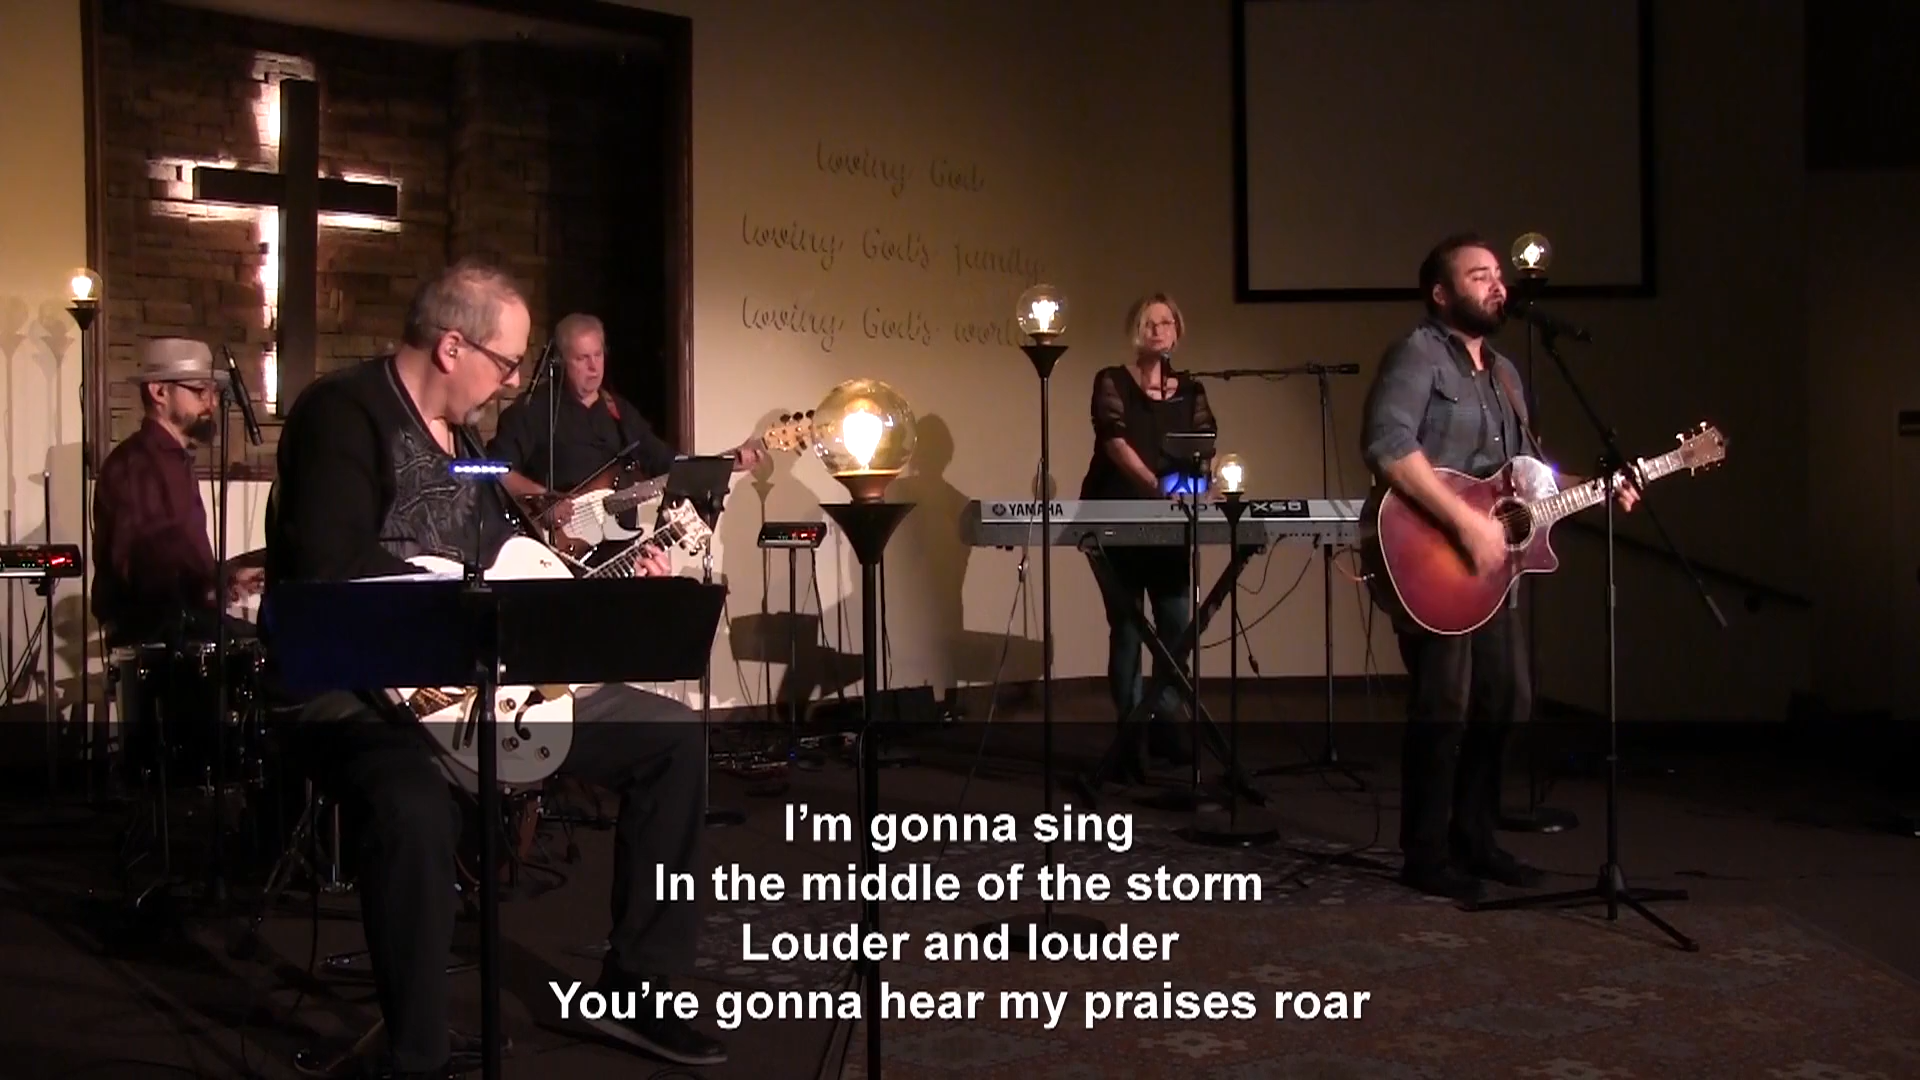 loving God
loving God's family
loving God's world
YAMAHA
XS8
I'm gonna sing
In the middle of the storm
Louder and louder
You're gonna hear my praises roar